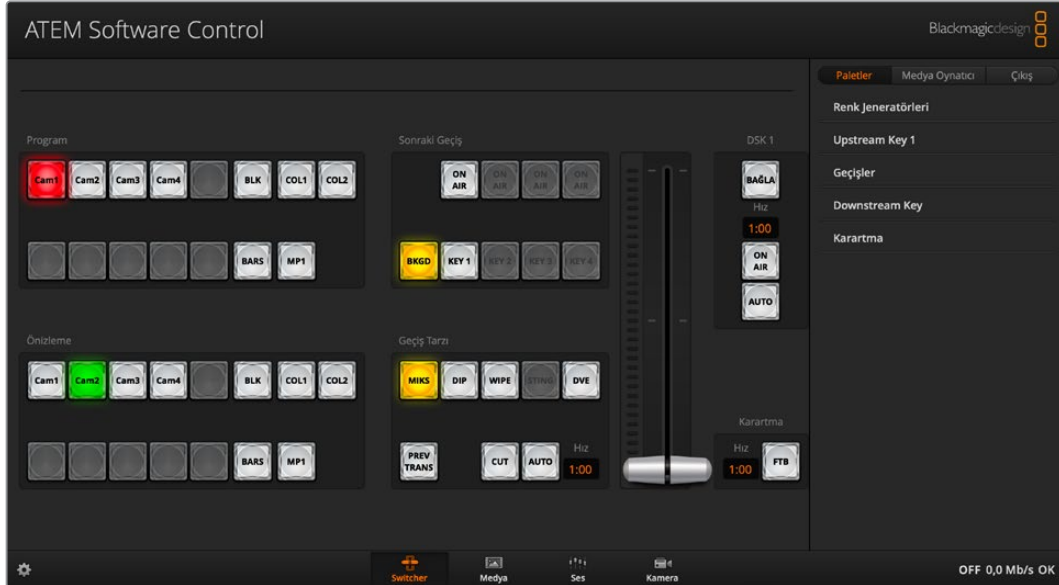 ATEM Software Control
Blackmagicdesign
Paletler Medya Oynatıcı Çıkış
Renk Jeneratörleri
Upstream Key 1
Geçişler
Downstream Key
Karartma
Program
Cam1 Cam2 Cam3 Cam4 BLK COL1 COL2
BARS MP1
Sonraki Geçiş
ON AIR ON AIR ON AIR ON AIR
BKGD KEY 1 KEY 2 KEY 3 KEY 4
DSK 1
BAĞLA
Hız
1:00
ON AIR
AUTO
Önizleme
Cam1 Cam2 Cam3 Cam4 BLK COL1 COL2
BARS MP1
Geçiş Tarzı
MIKS DIP WIPE STING DVE
PREV TRANS CUT AUTO
Hız
1:00
Karartma
Hız
1:00
FTB
Switcher Medya Ses Kamera
OFF 0,0 Mb/s OK